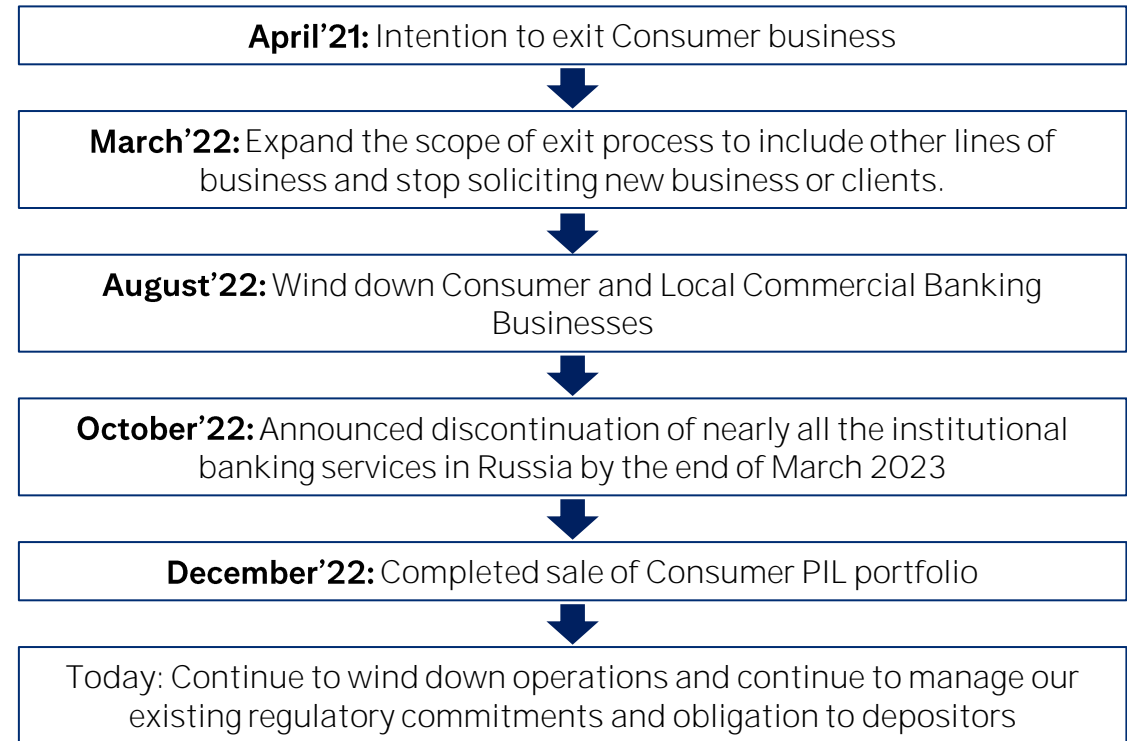 April’21: Intention to exit Consumer business
March’22: Expand the scope of exit process to include other lines of
business and stop soliciting new business or clients.
August’22: Wind down Consumer and Local Commercial Banking
Businesses
October’22: Announced discontinuation of nearly all the institutional
banking services in Russia by the end of March 2023
December’22: Completed sale of Consumer PIL portfolio
Today: Continue to wind down operations and continue to manage our
existing regulatory commitments and obligation to depositors